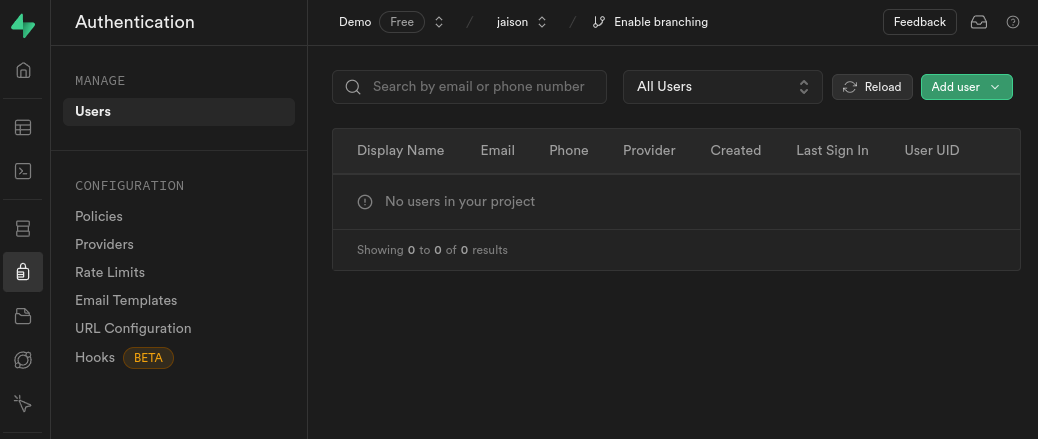 Authentication
Demo Free / jaison / Enable branching Feedback
MANAGE
Users
CONFIGURATION
Policies
Providers
Rate Limits
Email Templates
URL Configuration
Hooks BETA
Search by email or phone number All Users Reload Add user
Display Name Email Phone Provider Created Last Sign In User UID
No users in your project
Showing 0 to 0 of 0 results